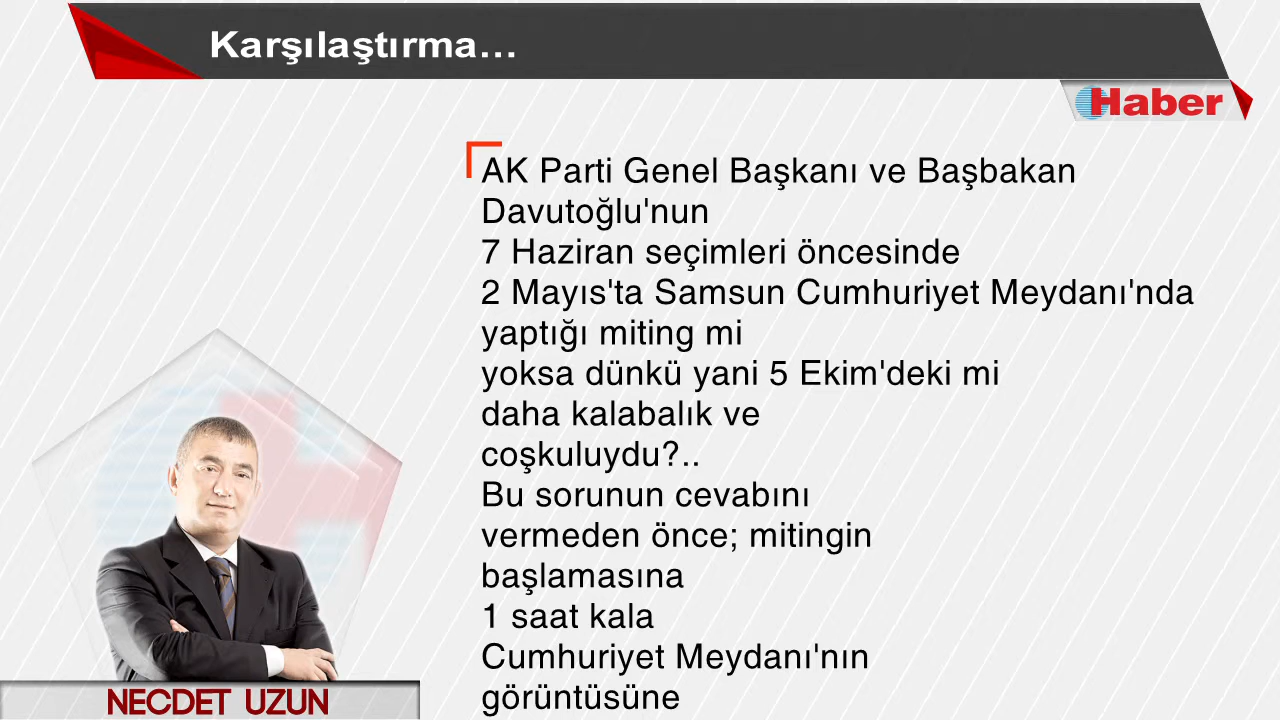 Karşılaştırma...
Haber
AK Parti Genel Başkanı ve Başbakan
Davutoğlu'nun
7 Haziran seçimleri öncesinde
2 Mayıs'ta Samsun Cumhuriyet Meydanı'nda
yaptığı miting mi
yoksa dünkü yani 5 Ekim'deki mi
daha kalabalık ve
coşkuluydu?..
Bu sorunun cevabını
vermeden önce; mitingin
başlamasına
1 saat kala
Cumhuriyet Meydanı'nın
görüntüsüne
NECDET UZUN